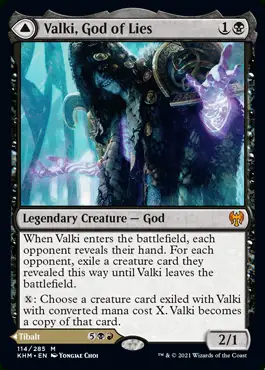 Valki, God of Lies 1
Legendary Creature — God
When Valki enters the battlefield, each
opponent reveals their hand. For each
opponent, exile a creature card they
revealed this way until Valki leaves the
battlefield.
X: Choose a creature card exiled with Valki
with converted mana cost X. Valki becomes
a copy of that card.
Tibalt 5
2/1
114/285 M
KHM • EN YONGJAE CHOI
™ & © 2021 Wizards of the Coast